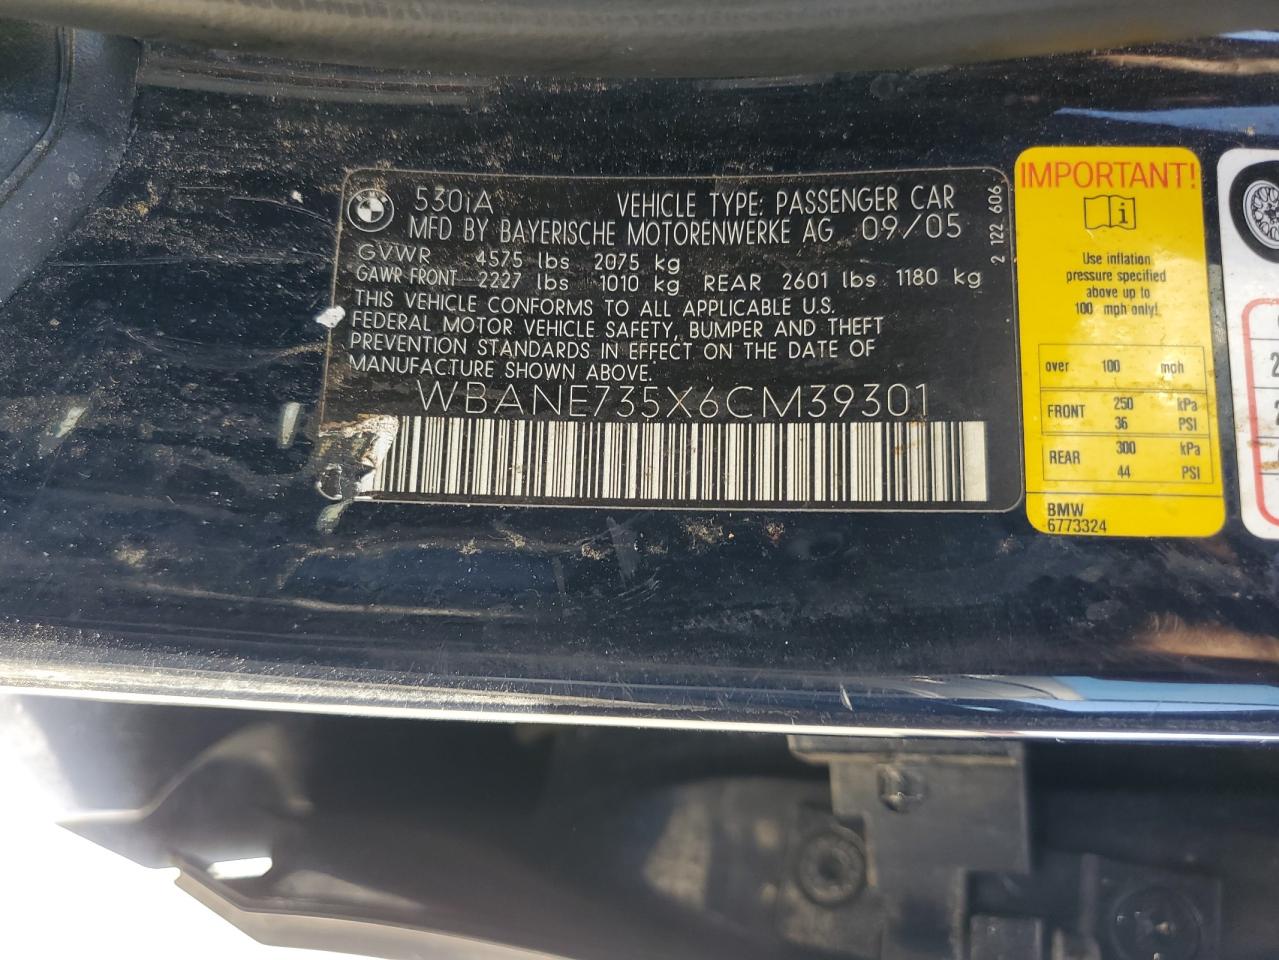 530iA VEHICLE TYPE: PASSENGER CAR
MFD BY BAYERISCHE MOTORENWERKE AG 09/05
GVWR 4575 lbs 2075 kg
GAWR FRONT 2227 lbs 1010 kg REAR 2601 lbs 1180 kg
THIS VEHICLE CONFORMS TO ALL APPLICABLE U.S.
FEDERAL MOTOR VEHICLE SAFETY, BUMPER AND THEFT
PREVENTION STANDARDS IN EFFECT ON THE DATE OF
MANUFACTURE SHOWN ABOVE.
WBANE735X6CM39301
2 122 606
IMPORTANT!
i
Use inflation
pressure specified
above up to
100 mph only!
over 100 mph
FRONT 250 kPa
36 PSI
REAR 300 kPa
44 PSI
BMW
6773324